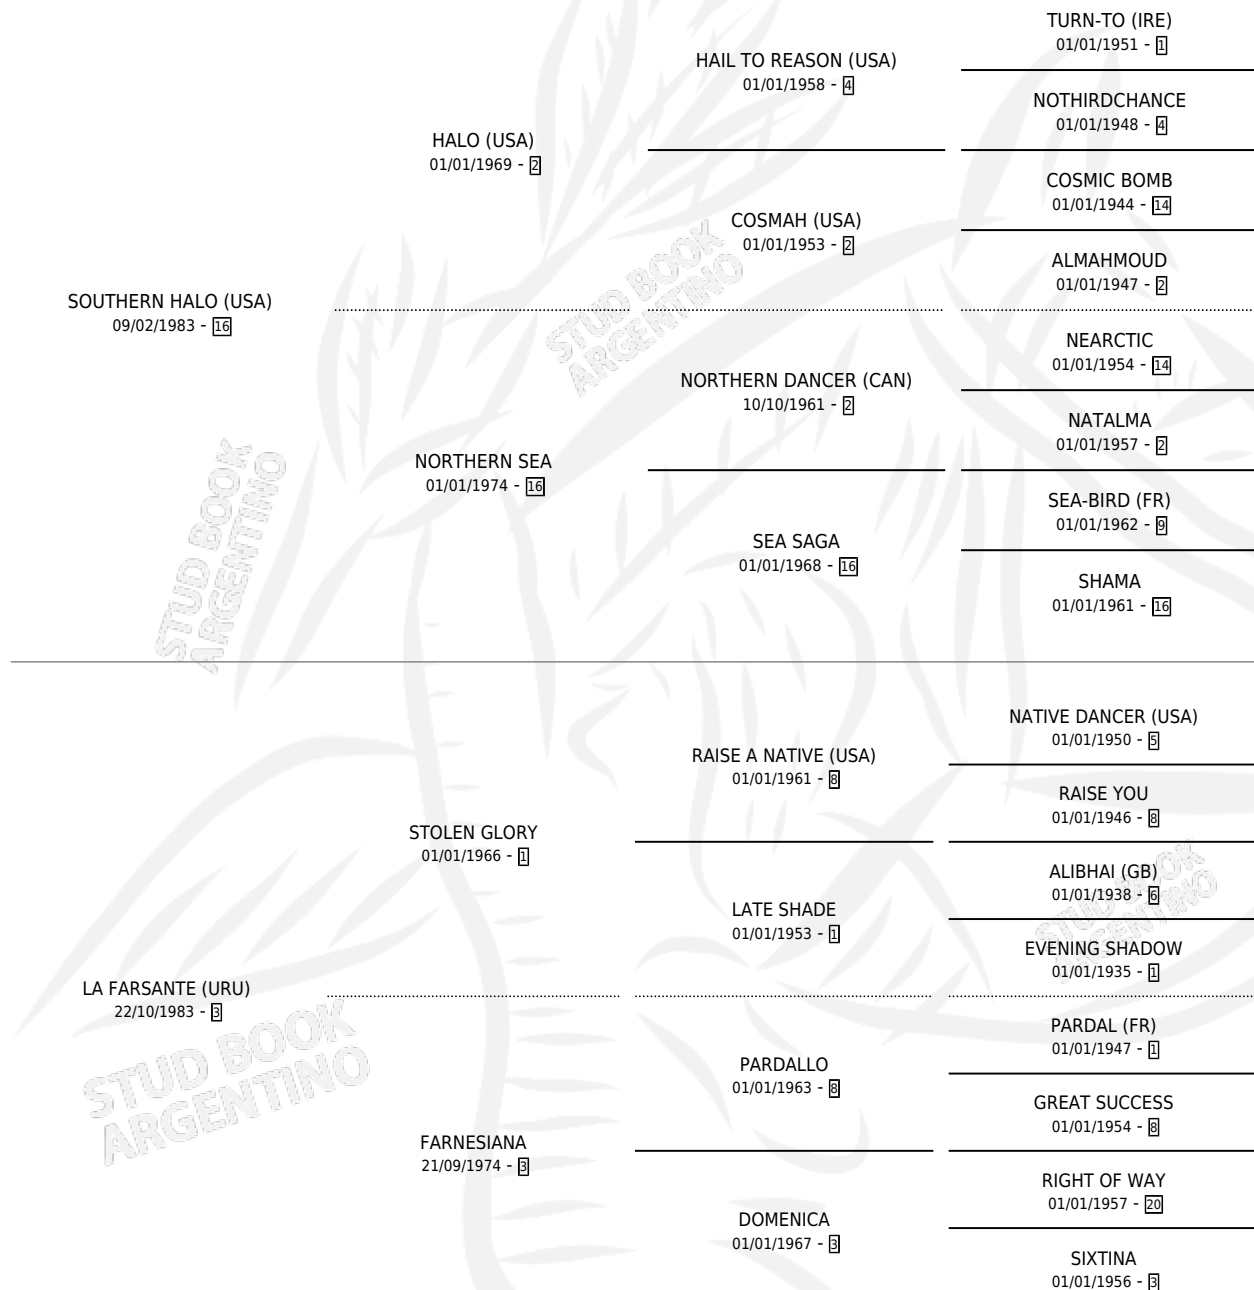 TURN-TO (IRE)
01/01/1951 - 1
HAIL TO REASON (USA)
01/01/1958 - 4
NOTHIRDCHANCE
01/01/1948 - 4
HALO (USA)
01/01/1969 - 2
COSMIC BOMB
01/01/1944 - 14
COSMAH (USA)
01/01/1953 - 2
ALMAHMOUD
01/01/1947 - 2
SOUTHERN HALO (USA)
09/02/1983 - 16
NEARCTIC
01/01/1954 - 14
NORTHERN DANCER (CAN)
10/10/1961 - 2
NATALMA
01/01/1957 - 2
NORTHERN SEA
01/01/1974 - 16
SEA-BIRD (FR)
01/01/1962 - 9
SEA SAGA
01/01/1968 - 16
SHAMA
01/01/1961 - 16
NATIVE DANCER (USA)
01/01/1950 - 5
RAISE A NATIVE (USA)
01/01/1961 - 8
RAISE YOU
01/01/1946 - 8
STOLEN GLORY
01/01/1966 - 1
ALIBHAI (GB)
01/01/1938 - 6
LATE SHADE
01/01/1953 - 1
EVENING SHADOW
01/01/1935 - 1
LA FARSANTE (URU)
22/10/1983 - 3
PARDAL (FR)
01/01/1947 - 1
PARDALLO
01/01/1963 - 8
GREAT SUCCESS
01/01/1954 - 8
FARNESIANA
21/09/1974 - 3
RIGHT OF WAY
01/01/1957 - 20
DOMENICA
01/01/1967 - 3
SIXTINA
01/01/1956 - 3
STUD BOOK
ARGENTINO
STUD BOOK
ARGENTINO
STUD BOOK
ARGENTINO
STUD BOOK
ARGENTINO